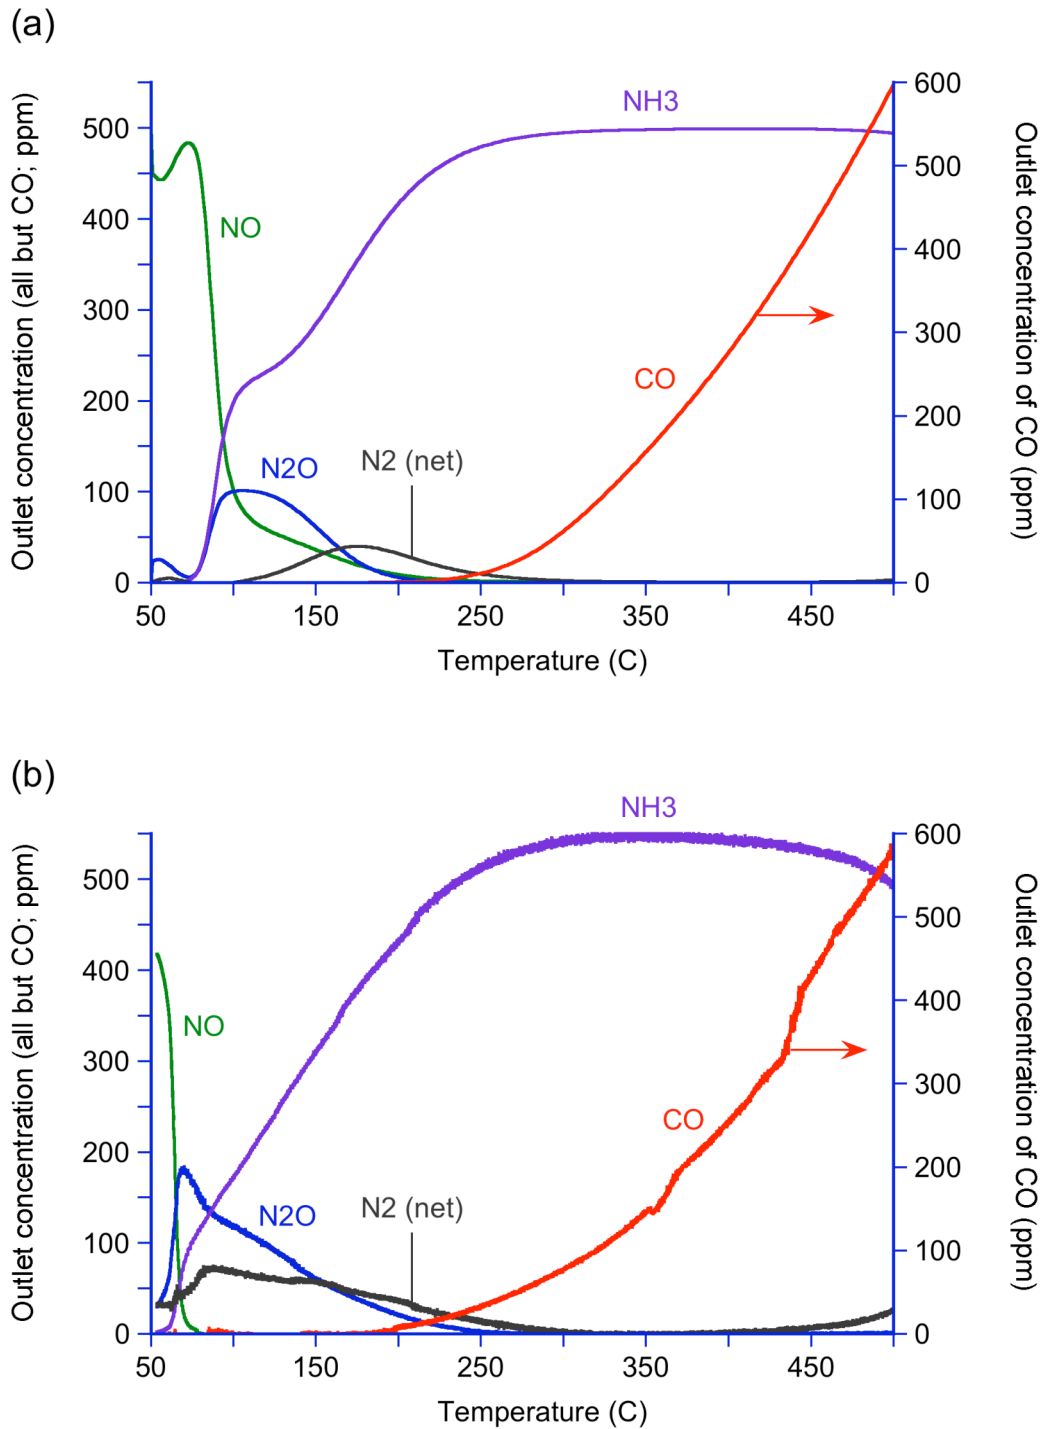 (a)
Outlet concentration (all but CO; ppm)
500
400
300
200
100
0
NO
NH3
N2O
N2 (net)
CO
600
500
400
300
200
100
0
Outlet concentration of CO (ppm)
50
150
250
350
450
Temperature (C)
(b)
Outlet concentration (all but CO; ppm)
500
400
300
200
100
0
NH3
NO
N2O
N2 (net)
CO
600
500
400
300
200
100
0
Outlet concentration of CO (ppm)
50
150
250
350
450
Temperature (C)